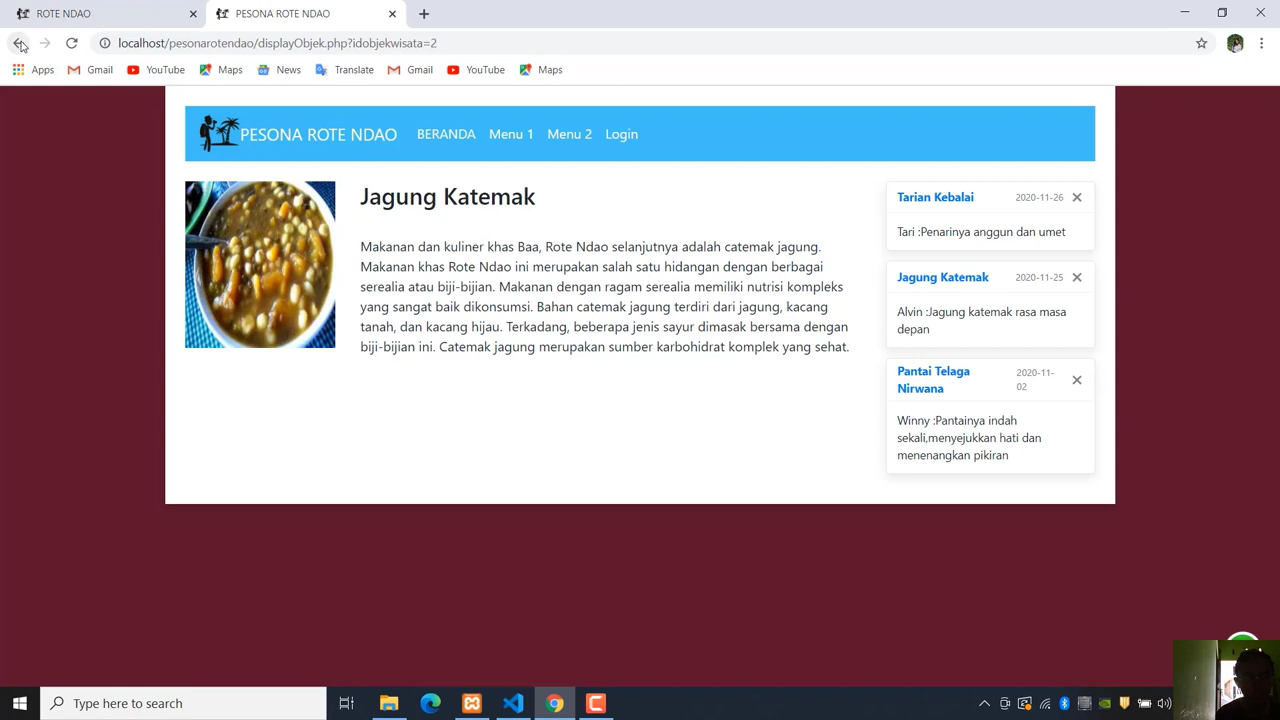 ROTE NDAO
PESONA ROTE NDAO
localhost/pesonarotendao/displayObjek.php?idobjekwisata=2
Apps Gmail YouTube Maps News Translate Gmail YouTube Maps
PESONA ROTE NDAO BERANDA Menu 1 Menu 2 Login
Jagung Katemak
Makanan dan kuliner khas Baa, Rote Ndao selanjutnya adalah catemak jagung.
Makanan khas Rote Ndao ini merupakan salah satu hidangan dengan berbagai
serealia atau biji-bijian. Makanan dengan ragam serealia memiliki nutrisi kompleks
yang sangat baik dikonsumsi. Bahan catemak jagung terdiri dari jagung, kacang
tanah, dan kacang hijau. Terkadang, beberapa jenis sayur dimasak bersama dengan
biji-bijian ini. Catemak jagung merupakan sumber karbohidrat komplek yang sehat.
Tarian Kebalai 2020-11-26
Tari :Penarinya anggun dan umet
Jagung Katemak 2020-11-25
Alvin :Jagung katemak rasa masa
depan
Pantai Telaga
Nirwana
2020-11-
02
Winny :Pantainya indah
sekali,menyejukkan hati dan
menenangkan pikiran
Type here to search